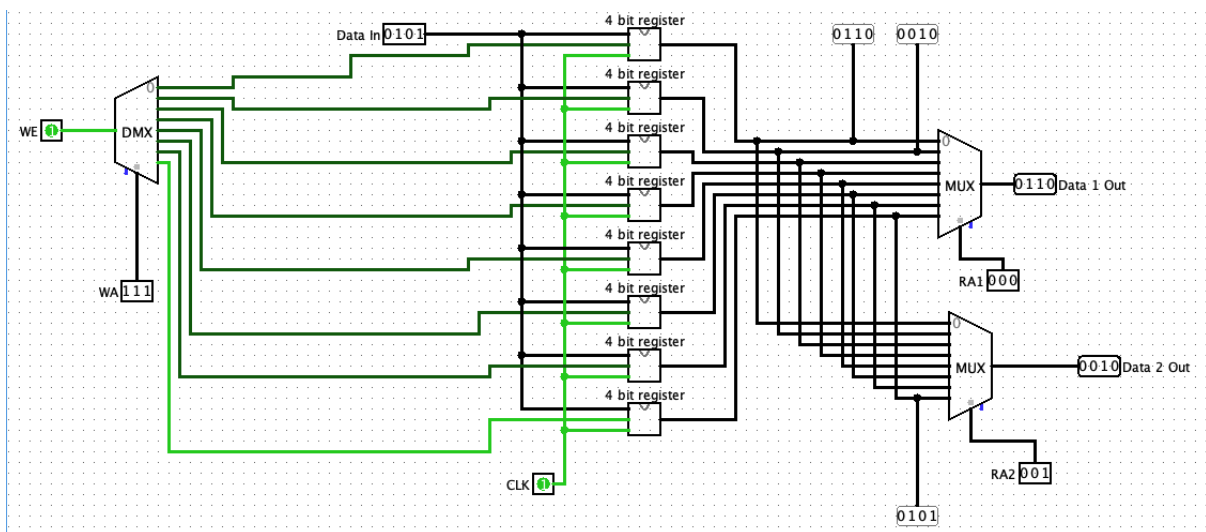 4 bit register
Data In 0101
0110
0010
4 bit register
0
WE 1
DMX
4 bit register
0
4 bit register
MUX
0110 Data 1 Out
4 bit register
WA 111
RA1 000
4 bit register
0
4 bit register
MUX
0010 Data 2 Out
4 bit register
RA2 001
CLK 1
0101